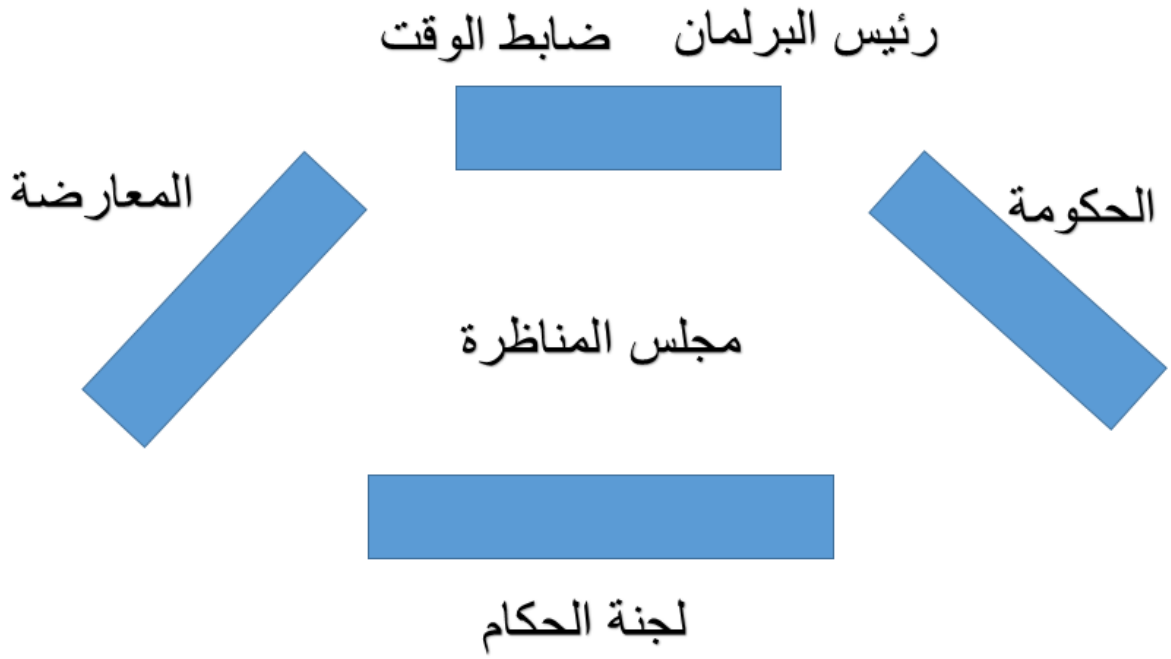 رئيس البرلمان
ضابط الوقت
الحكومة
المعارضة
مجلس المناظرة
لجنة الحكام